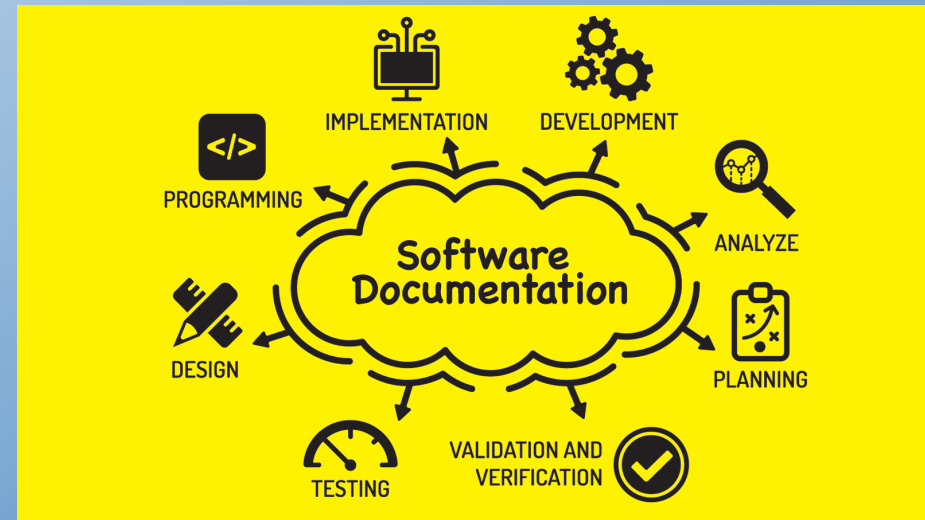 IMPLEMENTATION
DEVELOPMENT
</>
PROGRAMMING
ANALYZE
Software
Documentation
DESIGN
PLANNING
VALIDATION AND
VERIFICATION
TESTING